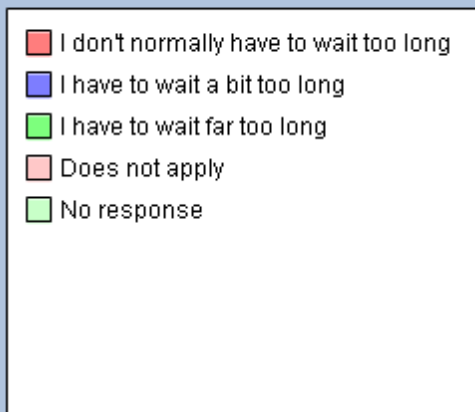 I don't normally have to wait too long
I have to wait a bit too long
I have to wait far too long
Does not apply
No response